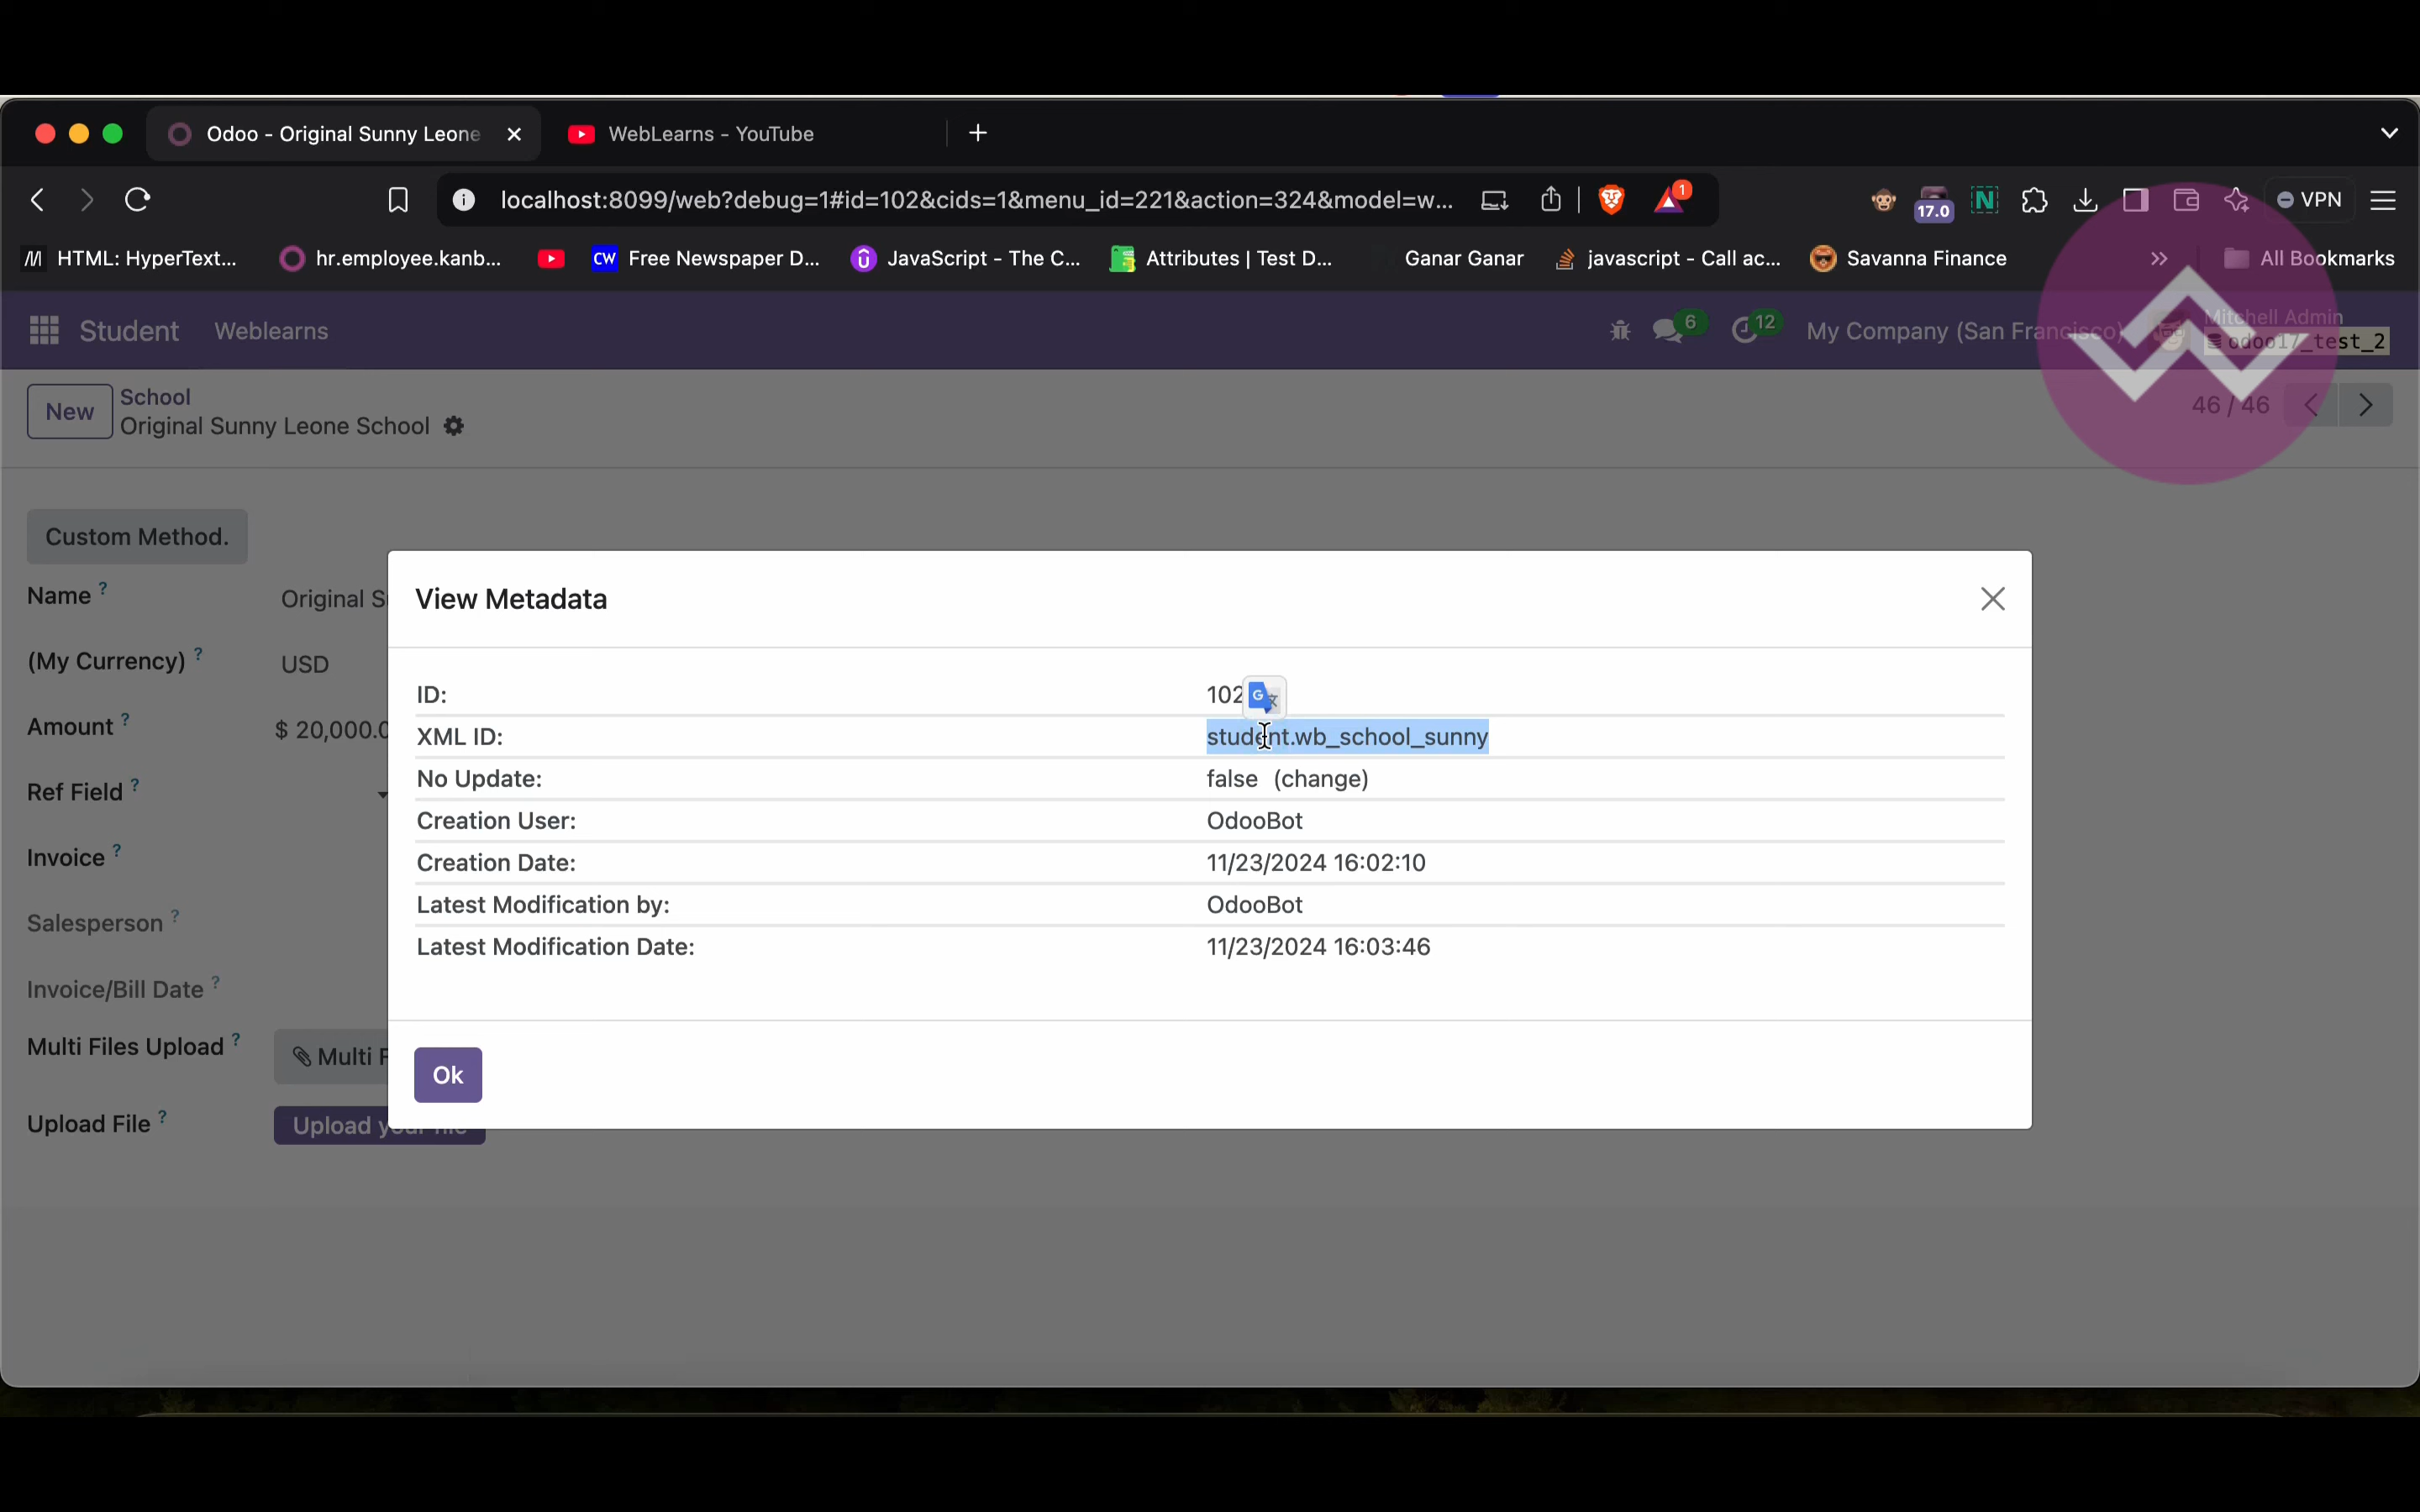 Odoo - Original Sunny Leone
WebLearns - YouTube
localhost:8099/web?debug=1#id=102&cids=1&menu_id=221&action=324&model=w...
1
17.0
VPN
HTML: HyperText...
hr.employee.kanb...
CW Free Newspaper D...
JavaScript - The C...
Attributes | Test D...
Ganar Ganar
javascript - Call ac...
Savanna Finance
All Bookmarks
Student
Weblearns
6
12
My Company (San Francisco)
Mitchell Admin
odoo17_test_2
New
School
Original Sunny Leone School
46 / 46
Custom Method.
Name ?
Original S
(My Currency) ?
USD
Amount ?
$ 20,000.0
Ref Field ?
Invoice ?
Salesperson ?
Invoice/Bill Date ?
Multi Files Upload ?
Multi F
Upload File ?
Upload your file
View Metadata
ID: 102
XML ID: student.wb_school_sunny
No Update: false (change)
Creation User: OdooBot
Creation Date: 11/23/2024 16:02:10
Latest Modification by: OdooBot
Latest Modification Date: 11/23/2024 16:03:46
Ok